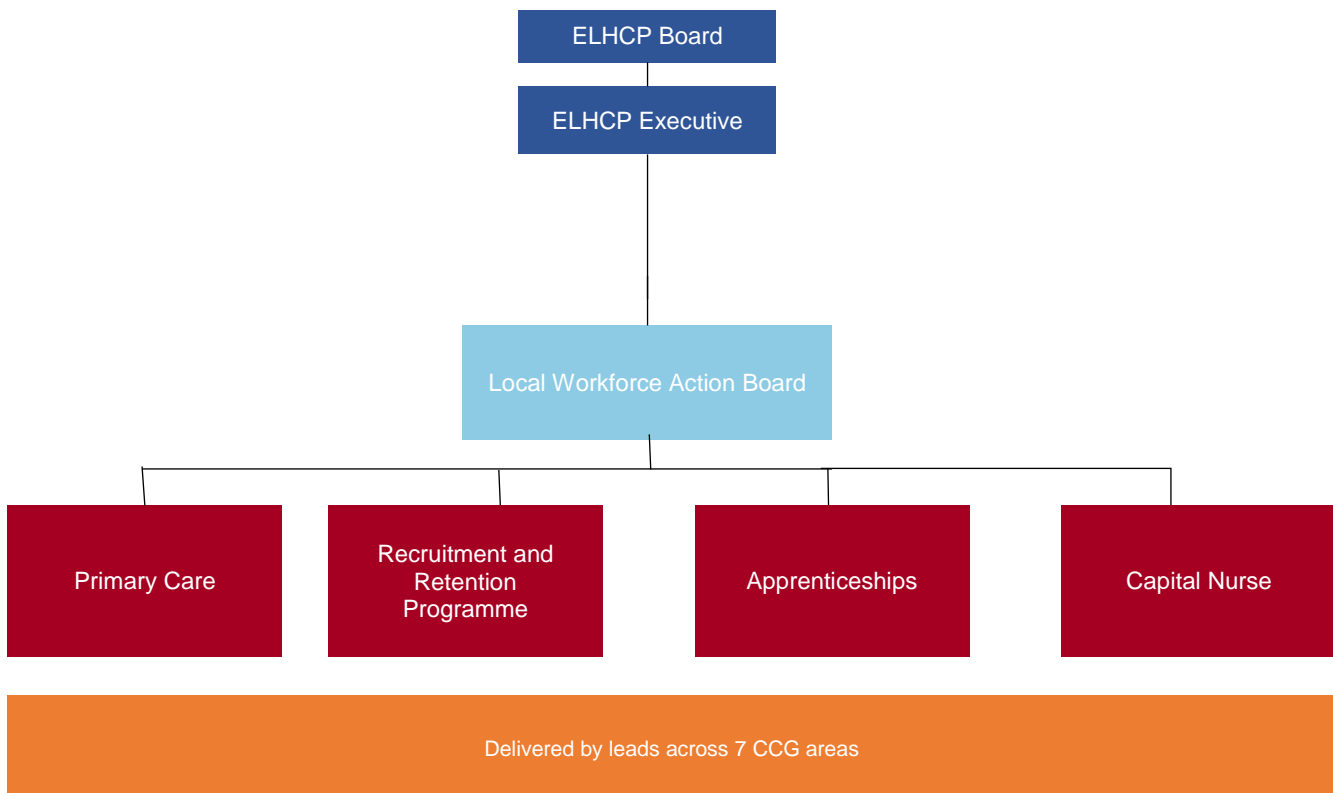 ELHCP Board
ELHCP Executive
Local Workforce Action Board
Primary Care
Recruitment and
Retention
Programme
Apprenticeships
Capital Nurse
Delivered by leads across 7 CCG areas